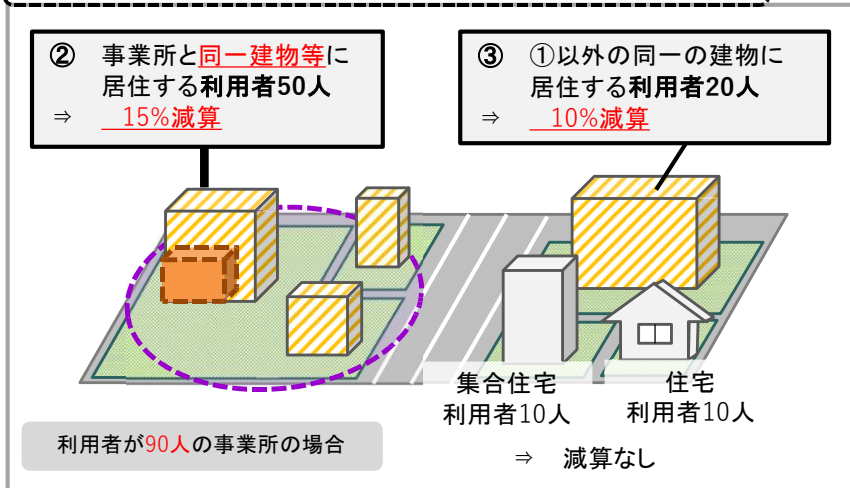 ② 事業所と同一建物等に
居住する利用者50人
⇒ 15%減算
③ ①以外の同一の建物に
居住する利用者20人
⇒ 10%減算
集合住宅
利用者10人
住宅
利用者10人
利用者が90人の事業所の場合
⇒ 減算なし